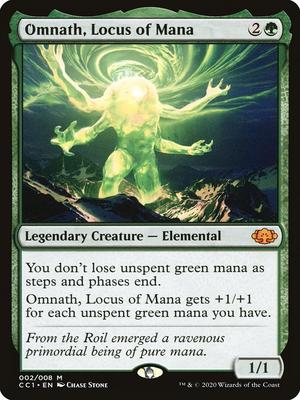 Omnath, Locus of Mana 2
Legendary Creature — Elemental
You don't lose unspent green mana as
steps and phases end.
Omnath, Locus of Mana gets +1/+1
for each unspent green mana you have.
From the Roil emerged a ravenous
primordial being of pure mana.
1/1
002/008 M
CC1 • EN Chase Stone
™ & © 2020 Wizards of the Coast